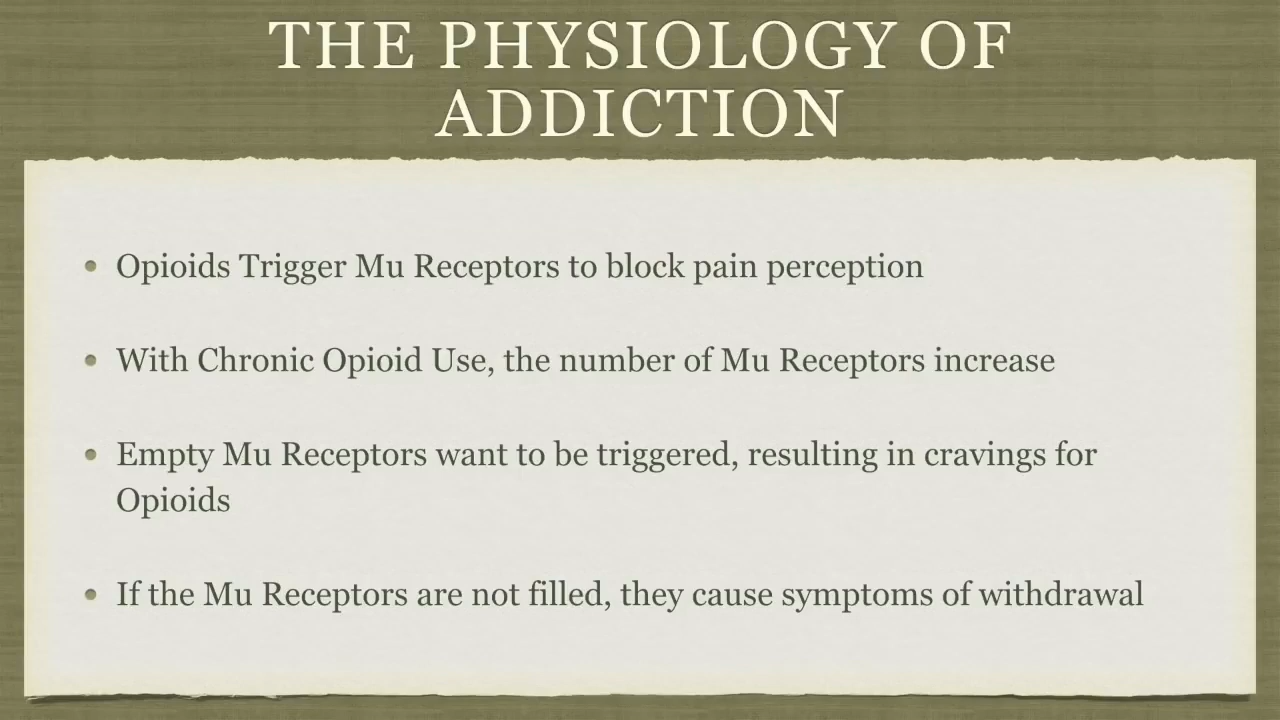 THE PHYSIOLOGY OF
ADDICTION
• Opioids Trigger Mu Receptors to block pain perception
• With Chronic Opioid Use, the number of Mu Receptors increase
• Empty Mu Receptors want to be triggered, resulting in cravings for
Opioids
• If the Mu Receptors are not filled, they cause symptoms of withdrawal